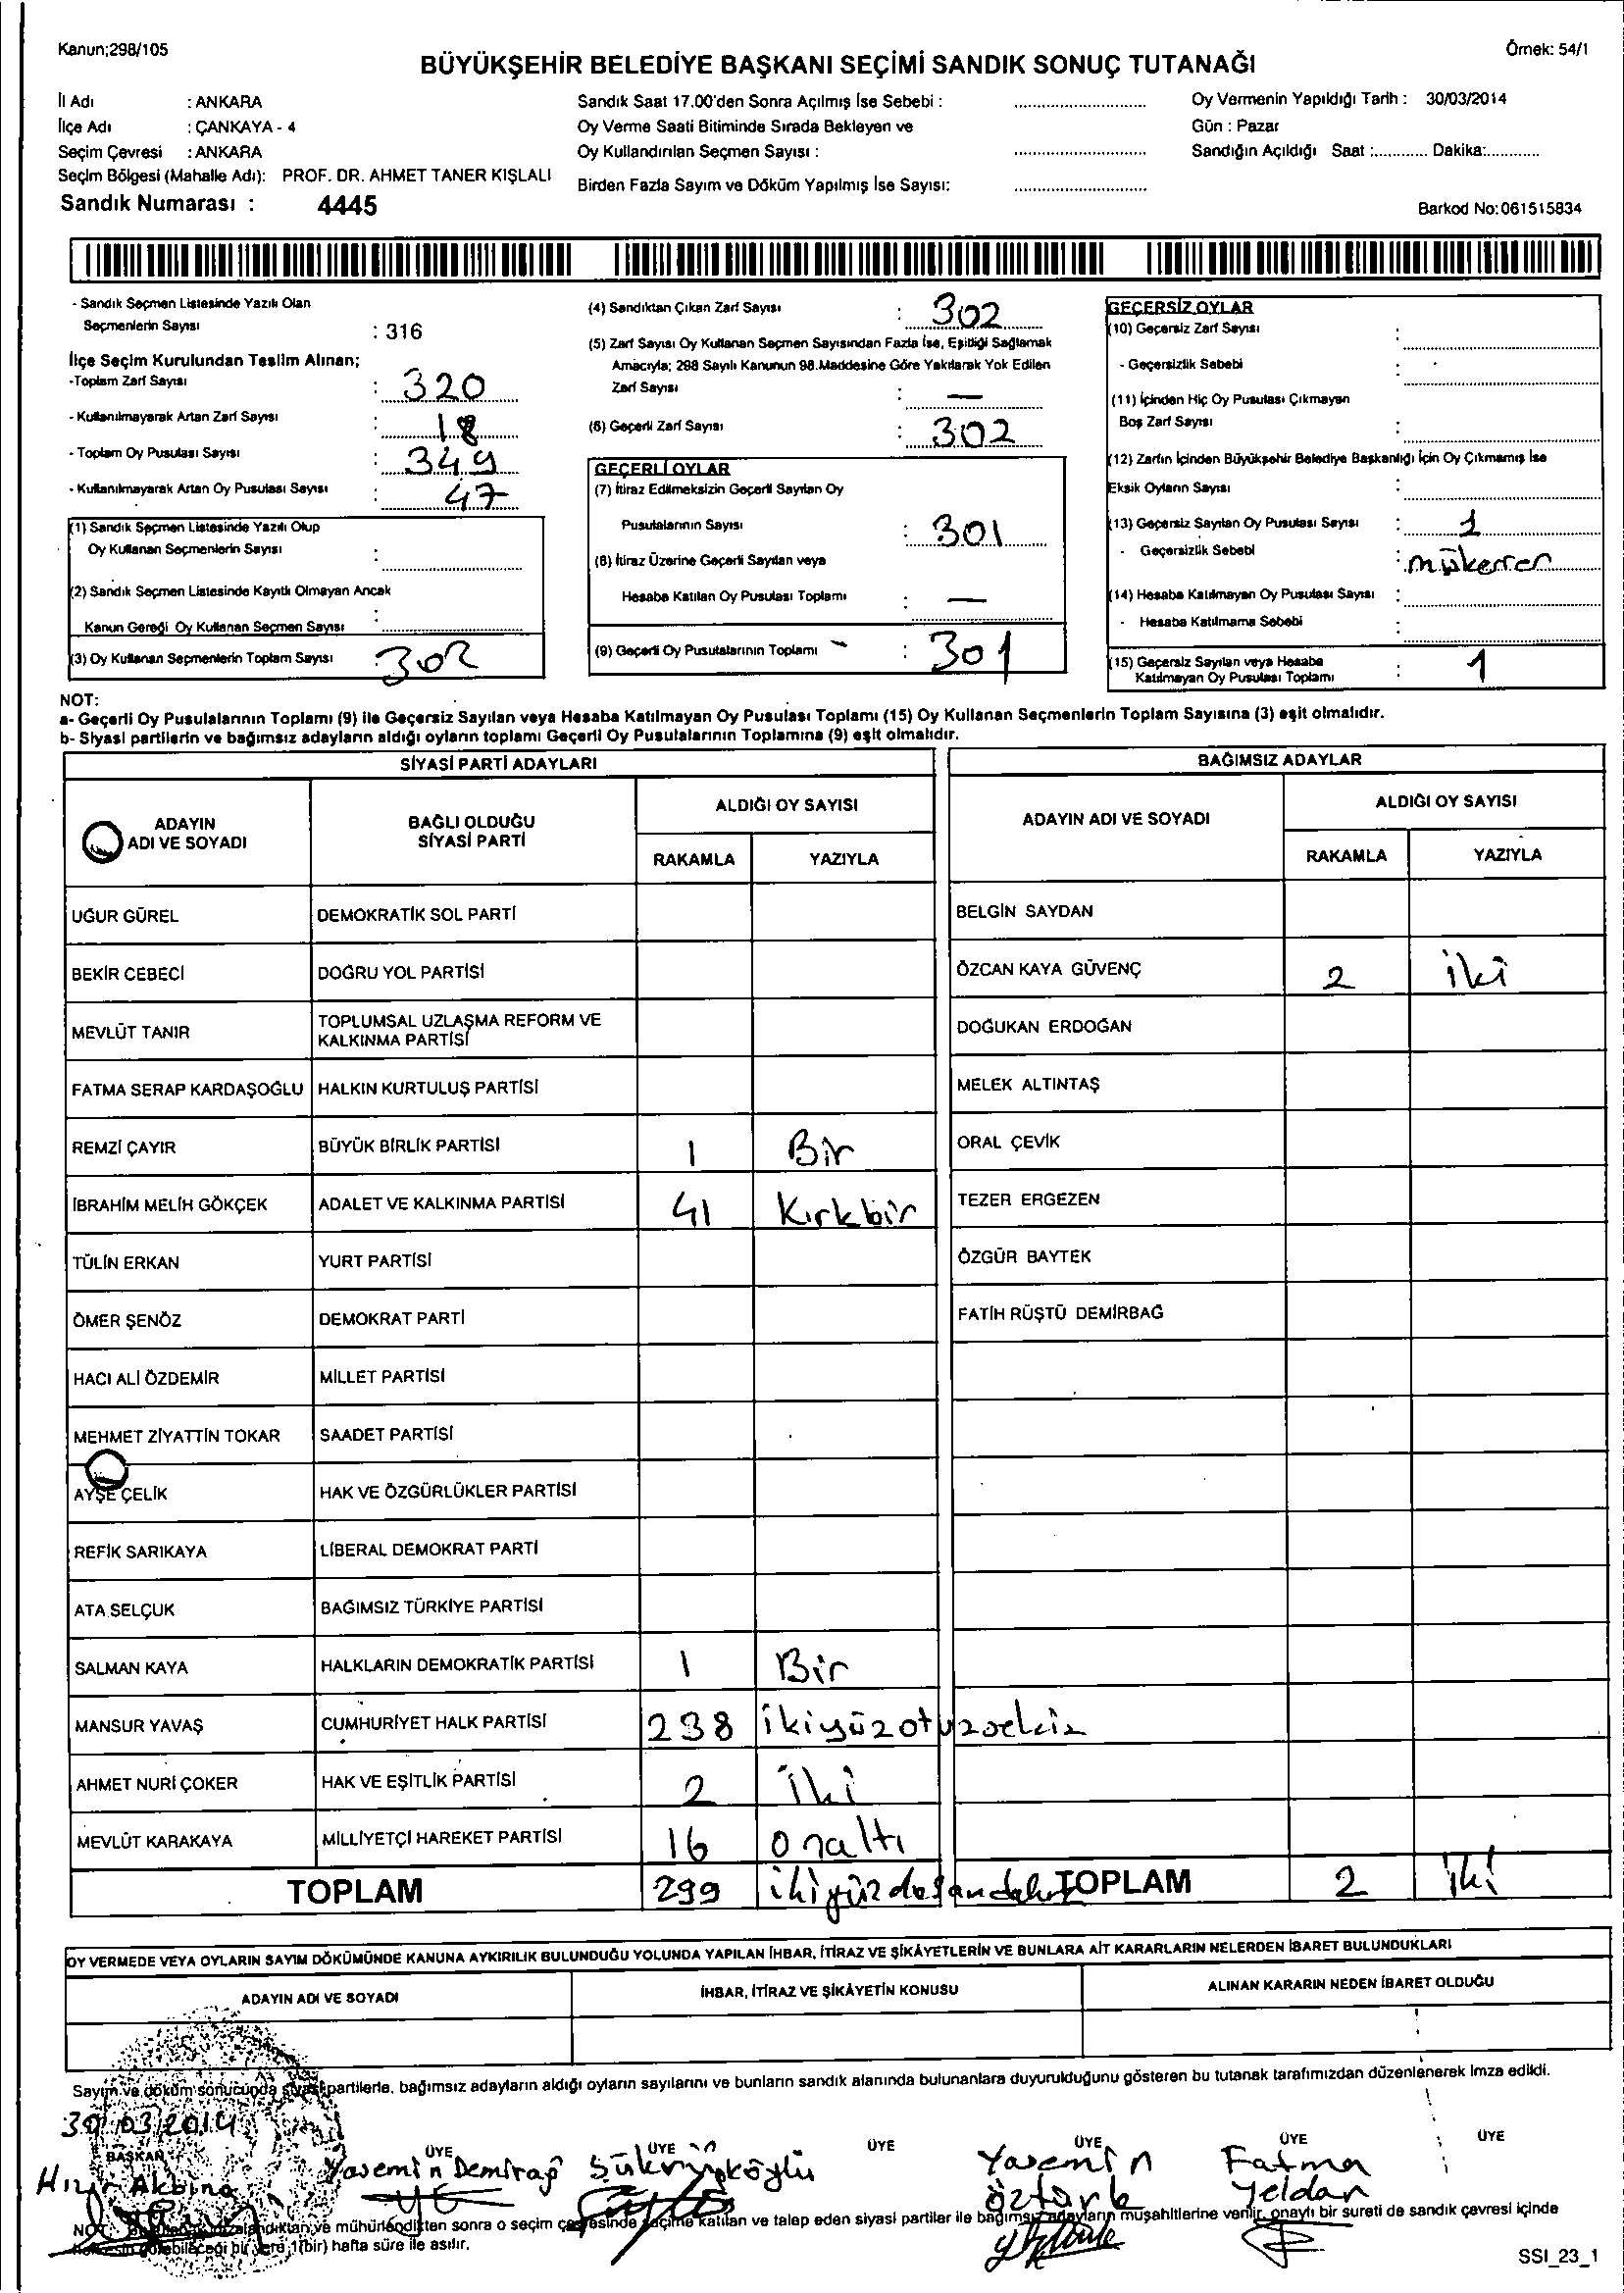 Kanun;298/105
Örnek: 54/1
BÜYÜKŞEHİR BELEDİYE BAŞKANI SEÇİMİ SANDIK SONUÇ TUTANAĞI
İl Adı : ANKARA
İlçe Adı : ÇANKAYA - 4
Seçim Çevresi : ANKARA
Seçim Bölgesi (Mahalle Adı): PROF. DR. AHMET TANER KIŞLALI
Sandık Numarası : 4445
Sandık Saat 17.00'den Sonra Açılmış İse Sebebi :
Oy Verme Saati Bitiminde Sırada Bekleyen ve
Oy Kullandırılan Seçmen Sayısı :
Birden Fazla Sayım ve Döküm Yapılmış İse Sayısı:
Oy Vermenin Yapıldığı Tarih : 30/03/2014
Gün : Pazar
Sandığın Açıldığı Saat :............ Dakika:............
Barkod No:061515834
- Sandık Seçmen Listesinde Yazılı Olan
Seçmenlerin Sayısı : 316
İlçe Seçim Kurulundan Teslim Alınan;
-Toplam Zarf Sayısı : 320
- Kullanılmayarak Artan Zarf Sayısı : 18
- Toplam Oy Pusulası Sayısı : 349
- Kullanılmayarak Artan Oy Pusulası Sayısı : 47
(1) Sandık Seçmen Listesinde Yazılı Olup
Oy Kullanan Seçmenlerin Sayısı :
(2) Sandık Seçmen Listesinde Kayıtlı Olmayan Ancak
Kanun Gereği Oy Kullanan Seçmen Sayısı :
(3) Oy Kullanan Seçmenlerin Toplam Sayısı : 302
(4) Sandıktan Çıkan Zarf Sayısı : 302
(5) Zarf Sayısı Oy Kullanan Seçmen Sayısından Fazla İse, Eşitliği Sağlamak
Amacıyla; 298 Sayılı Kanunun 98.Maddesine Göre Yakılarak Yok Edilen
Zarf Sayısı : —
(6) Geçerli Zarf Sayısı : 302
GEÇERLİ OYLAR
(7) İtiraz Edilmeksizin Geçerli Sayılan Oy
Pusulalarının Sayısı : 301
(8) İtiraz Üzerine Geçerli Sayılan veya
Hesaba Katılan Oy Pusulası Toplamı : —
(9) Geçerli Oy Pusulalarının Toplamı : 301
GEÇERSİZ OYLAR
(10) Geçersiz Zarf Sayısı :
- Geçersizlik Sebebi :
(11) İçinden Hiç Oy Pusulası Çıkmayan
Boş Zarf Sayısı :
(12) Zarfın İçinden Büyükşehir Belediye Başkanlığı İçin Oy Çıkmamış İse
Eksik Oyların Sayısı :
(13) Geçersiz Sayılan Oy Pusulası Sayısı : 1
- Geçersizlik Sebebi : mükerrer
(14) Hesaba Katılmayan Oy Pusulası Sayısı :
- Hesaba Katılmama Sebebi :
(15) Geçersiz Sayılan veya Hesaba
Katılmayan Oy Pusulası Toplamı : 1
NOT:
a- Geçerli Oy Pusulalarının Toplamı (9) ile Geçersiz Sayılan veya Hesaba Katılmayan Oy Pusulası Toplamı (15) Oy Kullanan Seçmenlerin Toplam Sayısına (3) eşit olmalıdır.
b- Siyasi partilerin ve bağımsız adayların aldığı oyların toplamı Geçerli Oy Pusulalarının Toplamına (9) eşit olmalıdır.
SİYASİ PARTİ ADAYLARI
ADAYIN ADI VE SOYADI
BAĞLI OLDUĞU SİYASİ PARTİ
ALDIĞI OY SAYISI
RAKAMLA YAZIYLA
UĞUR GÜREL DEMOKRATİK SOL PARTİ
BEKİR CEBECİ DOĞRU YOL PARTİSİ
MEVLÜT TANIR TOPLUMSAL UZLAŞMA REFORM VE KALKINMA PARTİSİ
FATMA SERAP KARDAŞOĞLU HALKIN KURTULUŞ PARTİSİ
REMZİ ÇAYIR BÜYÜK BİRLİK PARTİSİ 1 Bir
İBRAHİM MELİH GÖKÇEK ADALET VE KALKINMA PARTİSİ 41 Kırkbir
TÜLİN ERKAN YURT PARTİSİ
ÖMER ŞENÖZ DEMOKRAT PARTİ
HACI ALİ ÖZDEMİR MİLLET PARTİSİ
MEHMET ZİYATTİN TOKAR SAADET PARTİSİ
AYŞE ÇELİK HAK VE ÖZGÜRLÜKLER PARTİSİ
REFİK SARIKAYA LİBERAL DEMOKRAT PARTİ
ATA SELÇUK BAĞIMSIZ TÜRKİYE PARTİSİ
SALMAN KAYA HALKLARIN DEMOKRATİK PARTİSİ 1 Bir
MANSUR YAVAŞ CUMHURİYET HALK PARTİSİ 238 ikiyüzotuzsekiz
AHMET NURİ ÇOKER HAK VE EŞİTLİK PARTİSİ 2 İki
MEVLÜT KARAKAYA MİLLİYETÇİ HAREKET PARTİSİ 16 onaltı
TOPLAM 299
BAĞIMSIZ ADAYLAR
ADAYIN ADI VE SOYADI
ALDIĞI OY SAYISI
RAKAMLA YAZIYLA
BELGİN SAYDAN
ÖZCAN KAYA GÜVENÇ 2 iki
DOĞUKAN ERDOĞAN
MELEK ALTINTAŞ
ORAL ÇEVİK
TEZER ERGEZEN
ÖZGÜR BAYTEK
FATİH RÜŞTÜ DEMİRBAĞ
TOPLAM 2 iki
OY VERMEDE VEYA OYLARIN SAYIM DÖKÜMÜNDE KANUNA AYKIRILIK BULUNDUĞU YOLUNDA YAPILAN İHBAR, İTİRAZ VE ŞİKÂYETLERİN VE BUNLARA AİT KARARLARIN NELERDEN İBARET BULUNDUKLARI
ADAYIN ADI VE SOYADI
İHBAR, İTİRAZ VE ŞİKÂYETİN KONUSU
ALINAN KARARIN NEDEN İBARET OLDUĞU
Sayım ve döküm sonucunda siyasi partilerle, bağımsız adayların aldığı oyların sayılarını ve bunların sandık alanında bulunanlara duyurulduğunu gösteren bu tutanak tarafımızdan düzenlenerek imza edildi.
30/03/2014
BAŞKAN ÜYE ÜYE ÜYE ÜYE ÜYE ÜYE
Yasemin Demirağ
Yasemin Öztürk
Fatma Yeldan
ve mühürlendikten sonra o seçim çevresinde seçime katılan ve talep eden siyasi partiler ile bağımsız adayların müşahitlerine verilir, onaylı bir sureti de sandık çevresi içinde
bir yere 1(bir) hafta süre ile asılır.
SSI_23_1